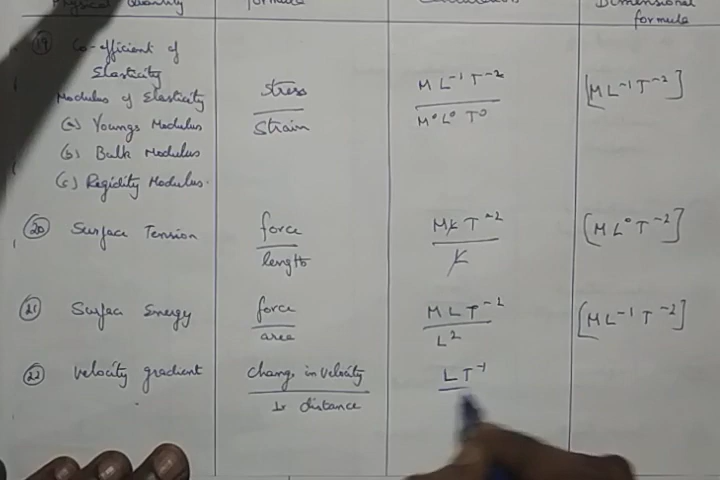 Physical Quantity formula Dimensional formula
(19) Co-efficient of Elasticity
Modulus of Elasticity
(a) Youngs Modulus
(b) Bulk Modulus
(c) Regidity Modulus.
stress
strain
M L⁻¹ T⁻²
M⁰ L⁰ T⁰
[M L⁻¹ T⁻²]
(20) Surface Tension
force
length
M L T⁻²
L
[M L⁰ T⁻²]
(21) Surface Energy
force
area
M L T⁻²
L²
[M L⁻¹ T⁻²]
(22) Velocity gradient
change in velocity
distance
L T⁻¹